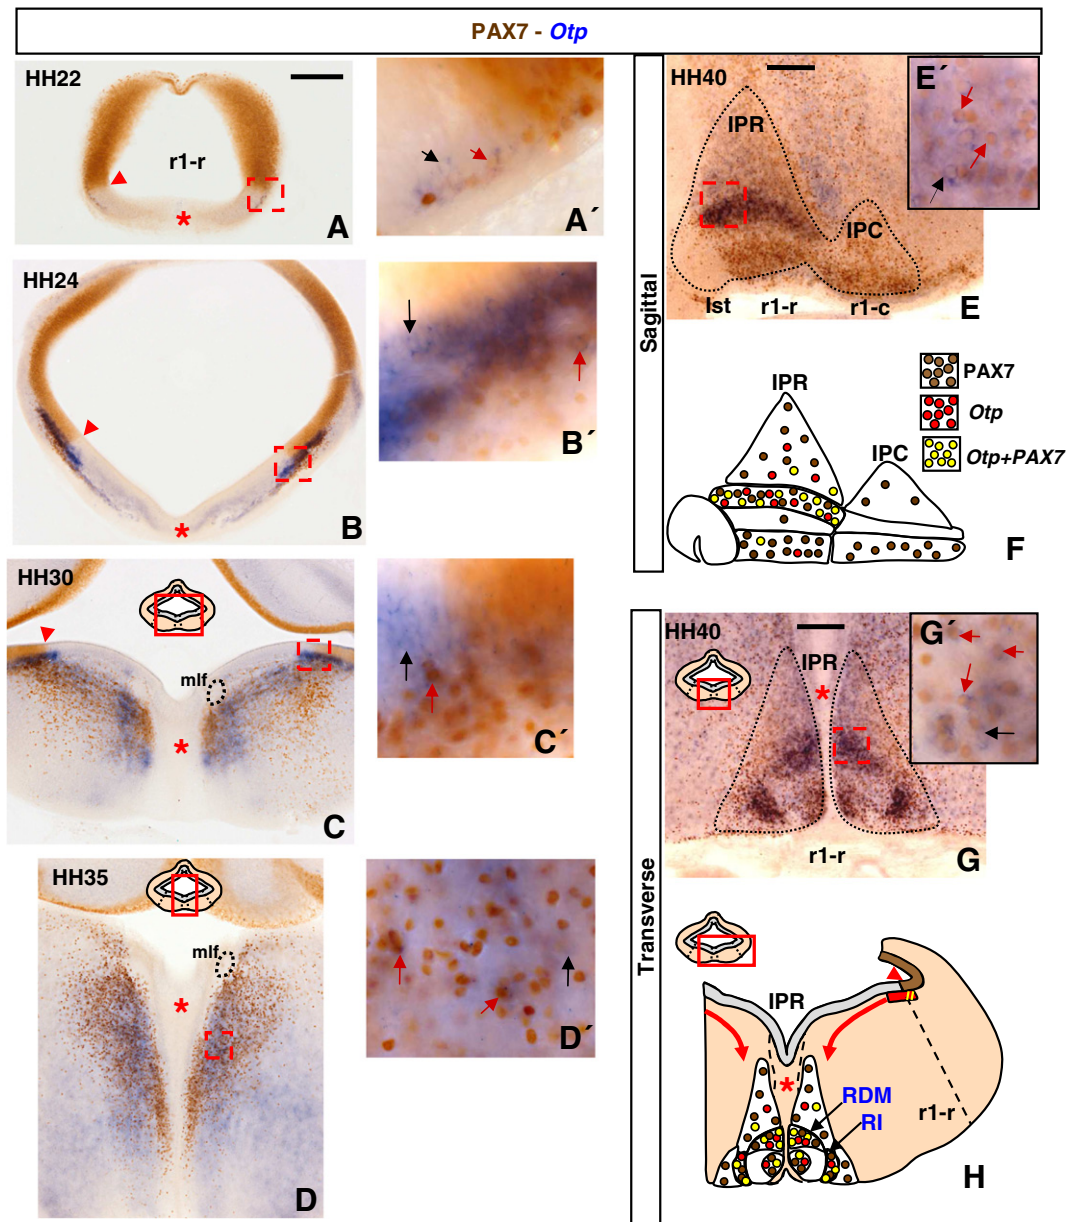 PAX7 - Otp
HH22
r1-r
*
A
A´
HH24
*
B
B´
HH30
mlf
*
C
C´
HH35
mlf
*
D
D´
Sagittal
HH40
IPR
IPC
Ist
r1-r
r1-c
E
E´
PAX7
Otp
Otp+PAX7
IPR
IPC
F
Transverse
HH40
IPR
*
r1-r
G
G´
IPR
*
RDM
RI
r1-r
H